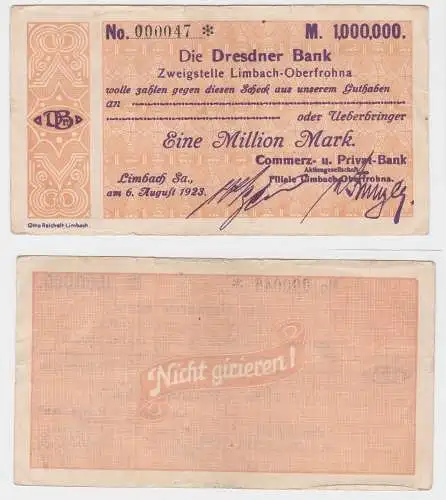 No. 000047 * M. 1,000,000.
Die Dresdner Bank
Zweigstelle Limbach-Oberfrohna
wolle zahlen gegen diesen Scheck aus unserem Guthaben
an
oder Ueberbringer
Eine Million Mark.
Commerz- u. Privat-Bank
Aktiengesellschaft
Limbach Sa., Filiale Limbach-Oberfrohna.
am 6. August 1923.
Otto Reichelt Limbach.
Nicht girieren!